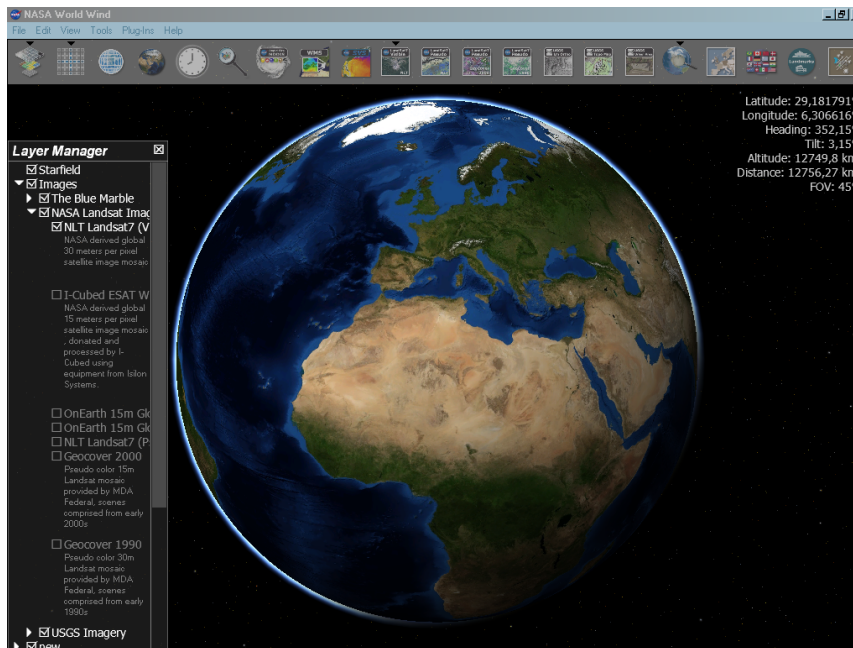 NASA World Wind
File Edit View Tools Plug-Ins Help
WMS
Latitude: 29,181791°
Longitude: 6,306616°
Heading: 352,15°
Tilt: 3,15°
Altitude: 12749,8 km
Distance: 12756,27 km
FOV: 45°
Layer Manager
Starfield
Images
The Blue Marble
NASA Landsat Imag
NLT Landsat7 (V
NASA derived global
30 meters per pixel
satellite image mosaic
I-Cubed ESAT W
NASA derived global
15 meters per pixel
satellite image mosaic
, donated and
processed by I-
Cubed using
equipment from Isilon
Systems.
OnEarth 15m Glo
OnEarth 15m Glo
NLT Landsat7 (Ps
Geocover 2000
Pseudo color 15m
Landsat mosaic
provided by MDA
Federal, scenes
comprised from early
2000s
Geocover 1990
Pseudo color 30m
Landsat mosaic
provided by MDA
Federal, scenes
comprised from early
1990s
USGS Imagery
new